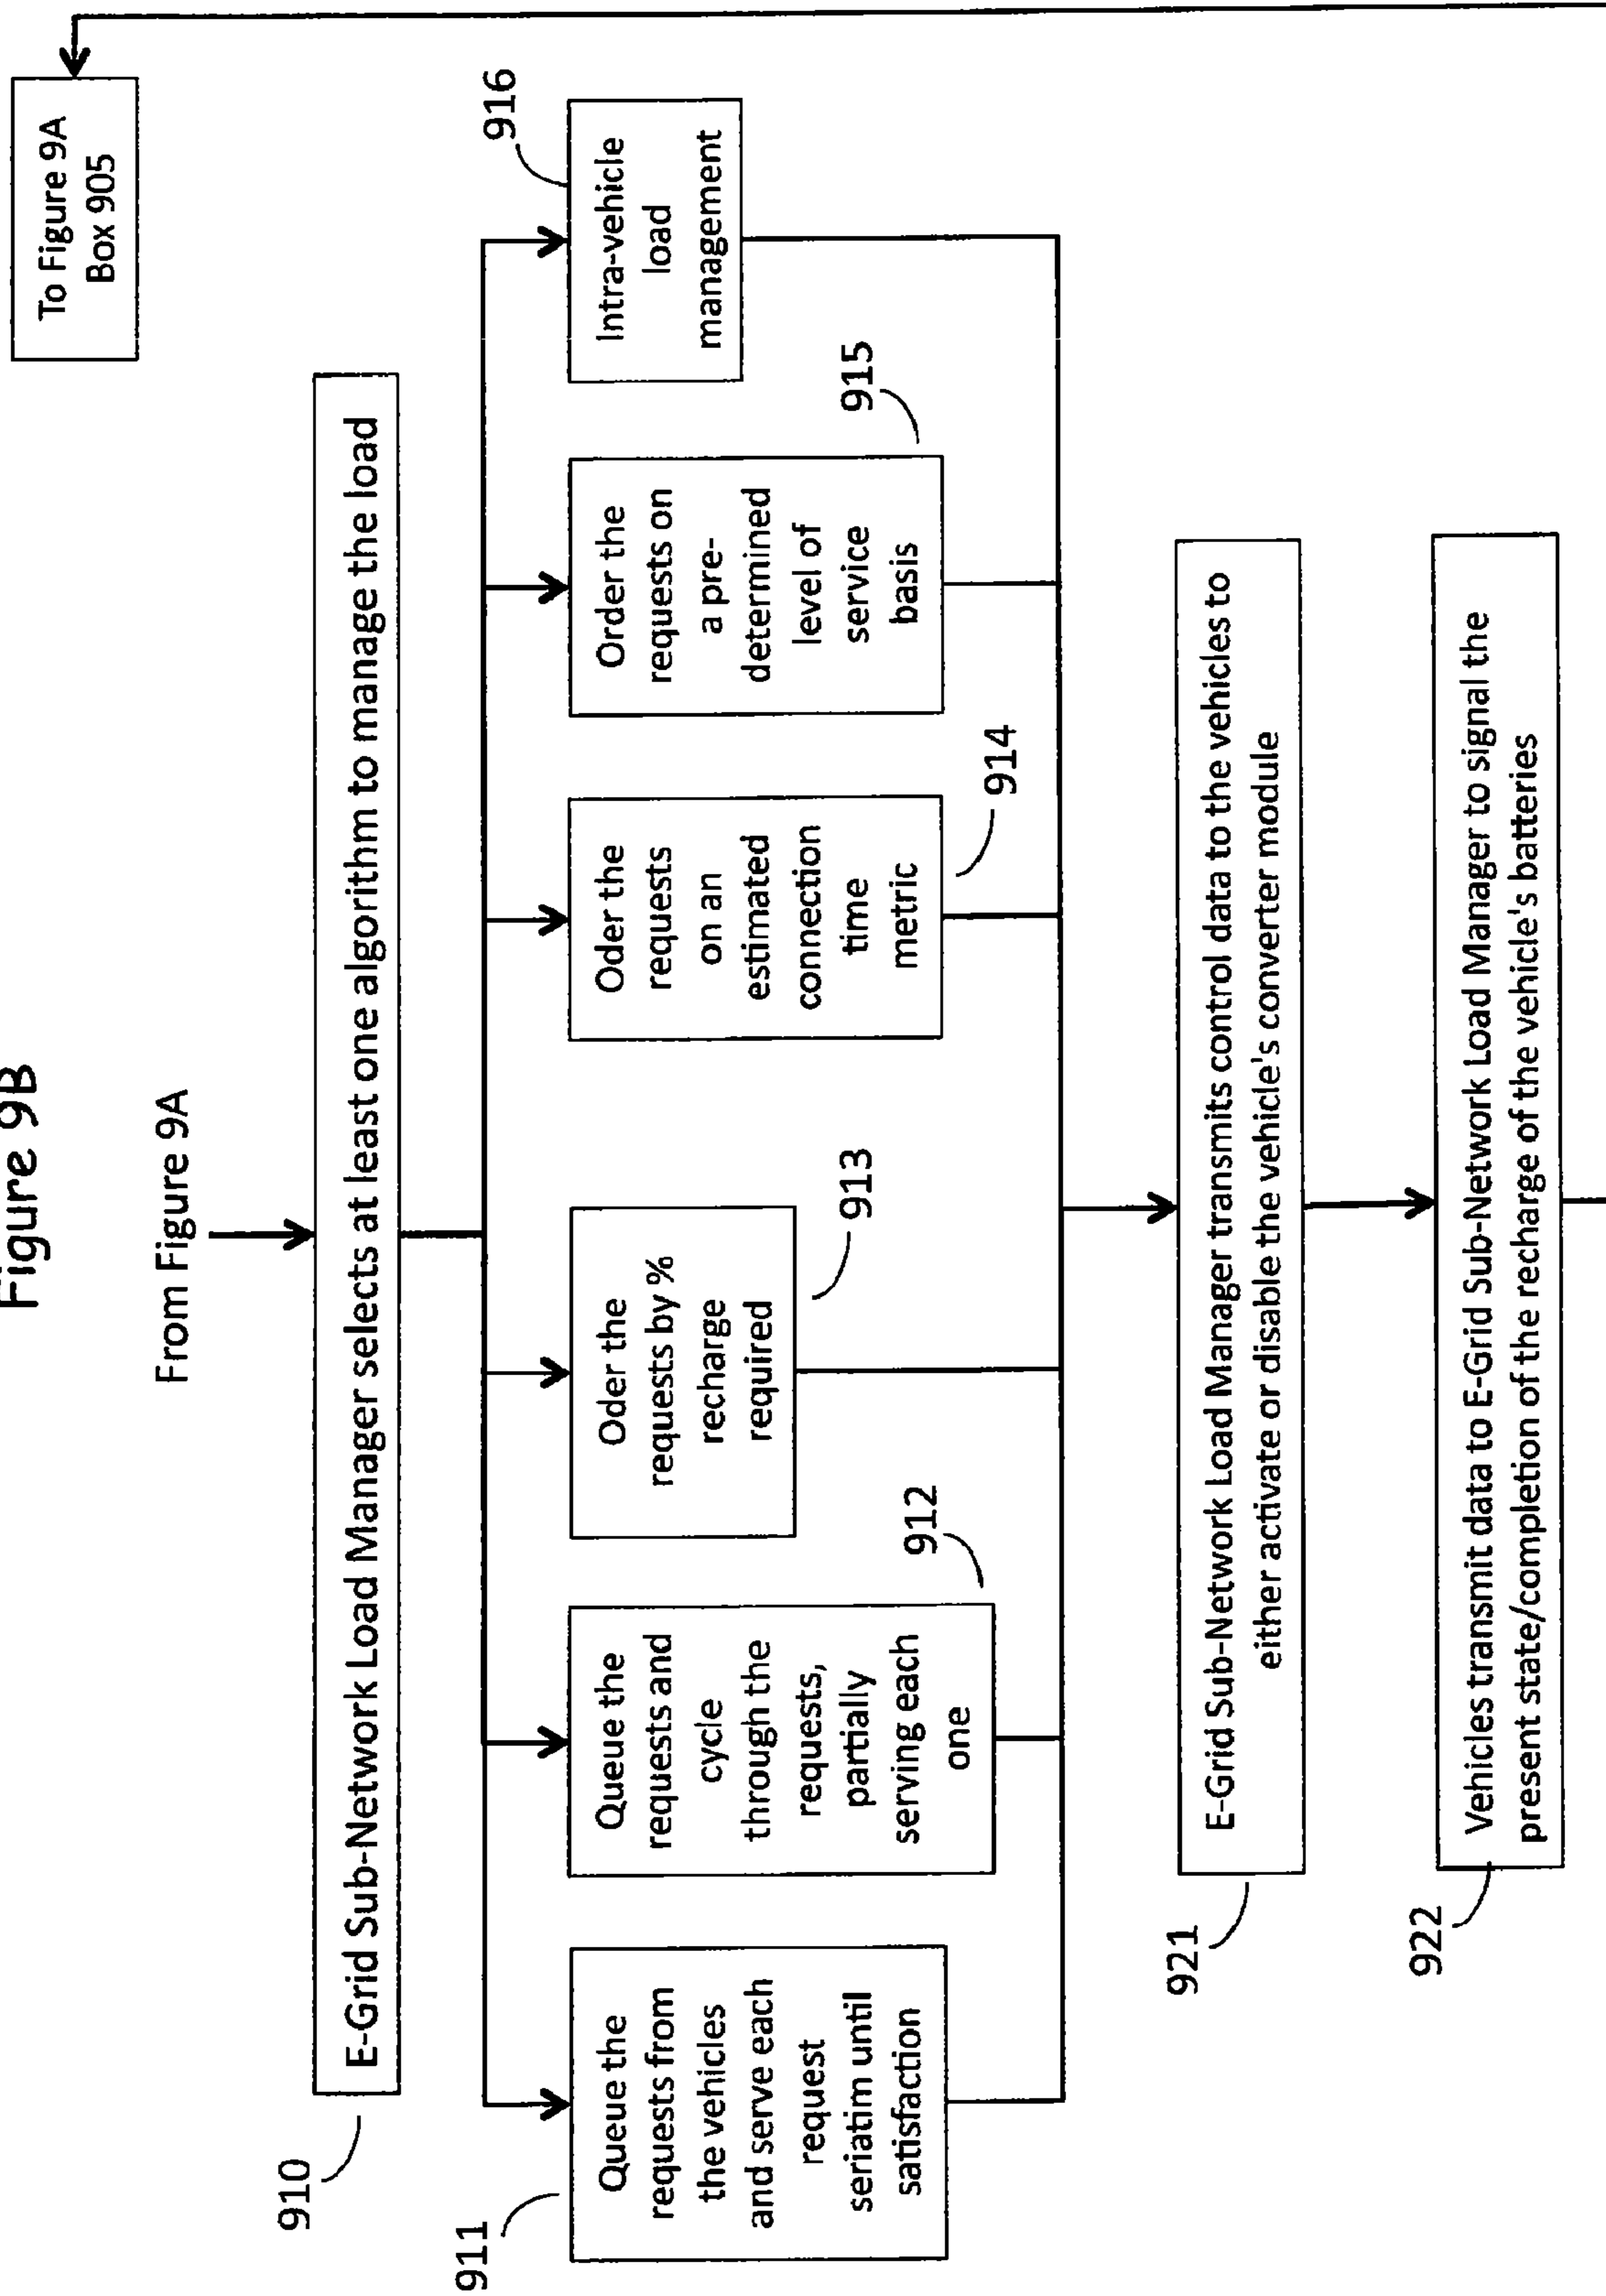 Figure 9B
From Figure 9A
To Figure 9A
Box 905
910
E-Grid Sub-Network Load Manager selects at least one algorithm to manage the load
911
Queue the
requests from
the vehicles
and serve each
request
seriatim until
satisfaction
912
Queue the
requests and
cycle
through the
requests,
partially
serving each
one
913
Oder the
requests by %
recharge
required
914
Oder the
requests
on an
estimated
connection
time
metric
915
Order the
requests on
a pre-
determined
level of
service
basis
916
Intra-vehicle
load
management
921
E-Grid Sub-Network Load Manager transmits control data to the vehicles to
either activate or disable the vehicle's converter module
922
Vehicles transmit data to E-Grid Sub-Network Load Manager to signal the
present state/completion of the recharge of the vehicle's batteries